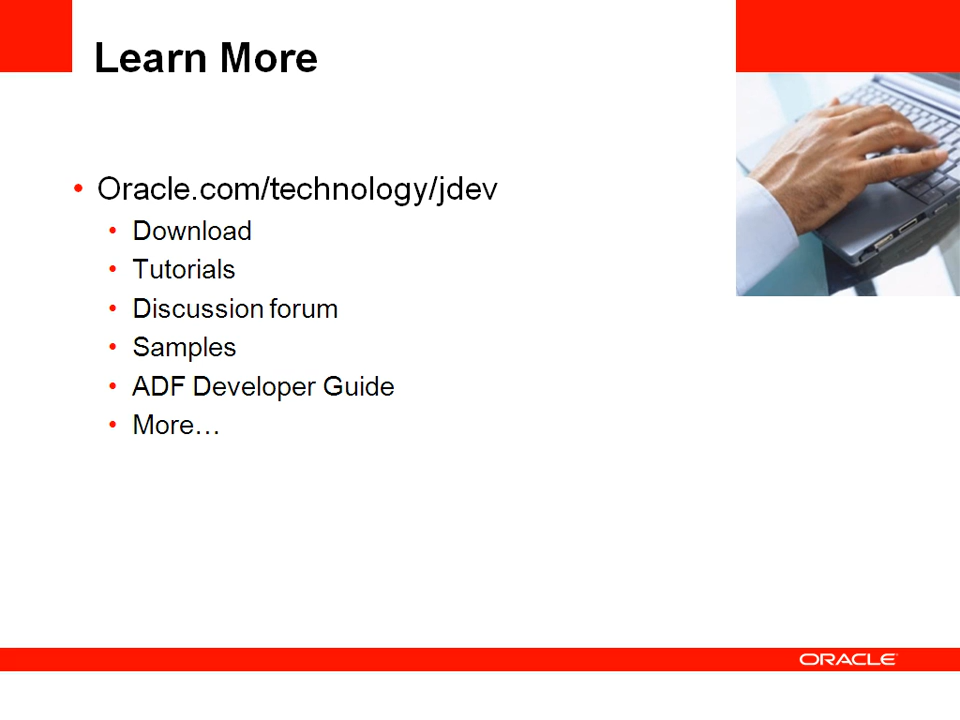 Learn More
• Oracle.com/technology/jdev
• Download
• Tutorials
• Discussion forum
• Samples
• ADF Developer Guide
• More…
ORACLE